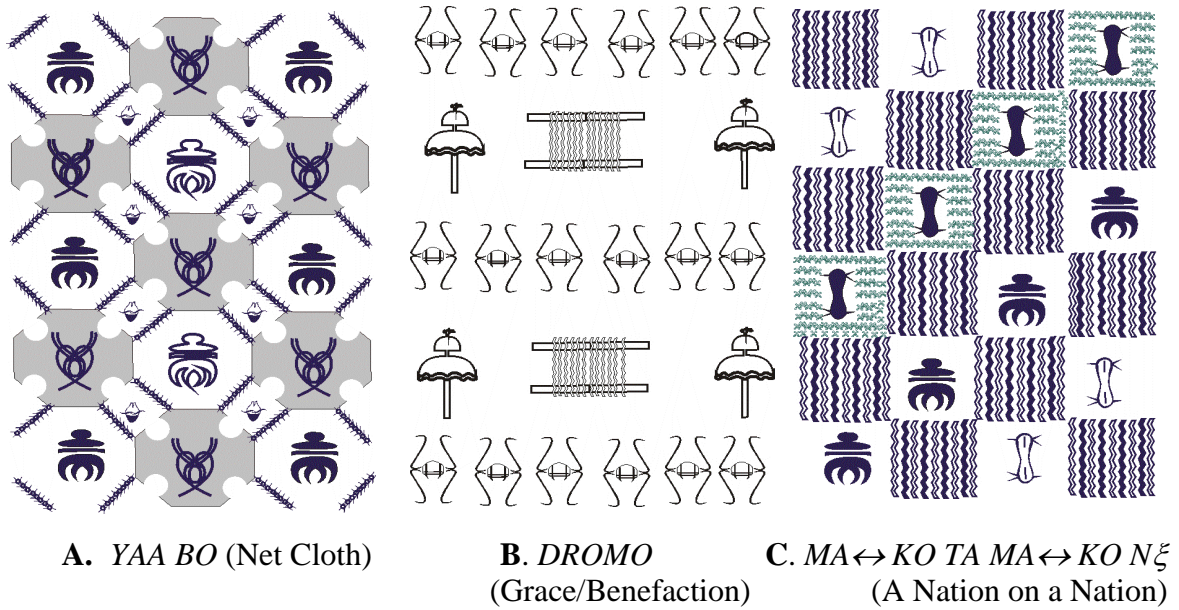 A. YAA BO (Net Cloth)
B. DROMO
(Grace/Benefaction)
C. MA↔ KO TA MA↔ KO Nξ
(A Nation on a Nation)